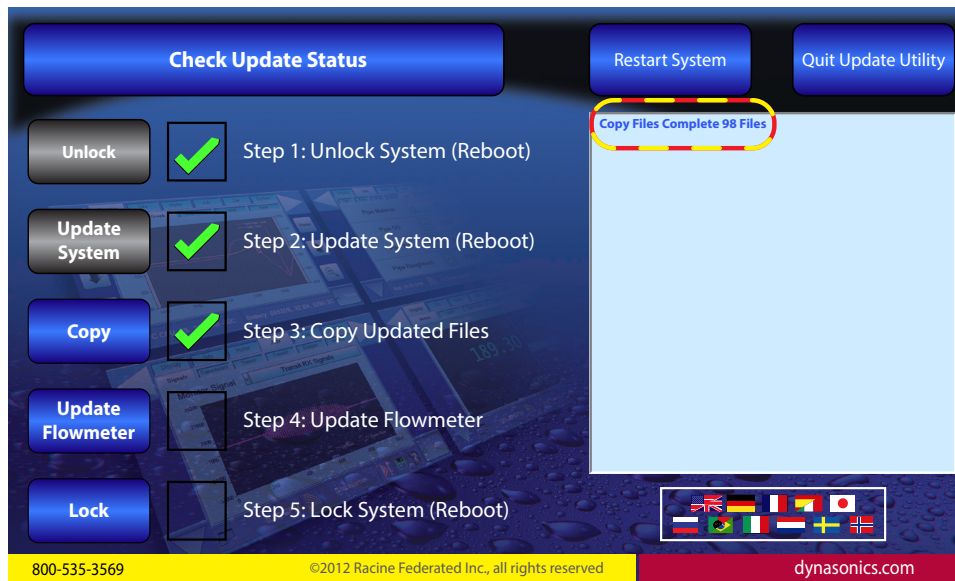 Check Update Status
Restart System
Quit Update Utility
Copy Files Complete 98 Files
Unlock
Step 1: Unlock System (Reboot)
Update
System
Step 2: Update System (Reboot)
Copy
Step 3: Copy Updated Files
Update
Flowmeter
Step 4: Update Flowmeter
Lock
Step 5: Lock System (Reboot)
189.30
800-535-3569
©2012 Racine Federated Inc., all rights reserved
dynasonics.com